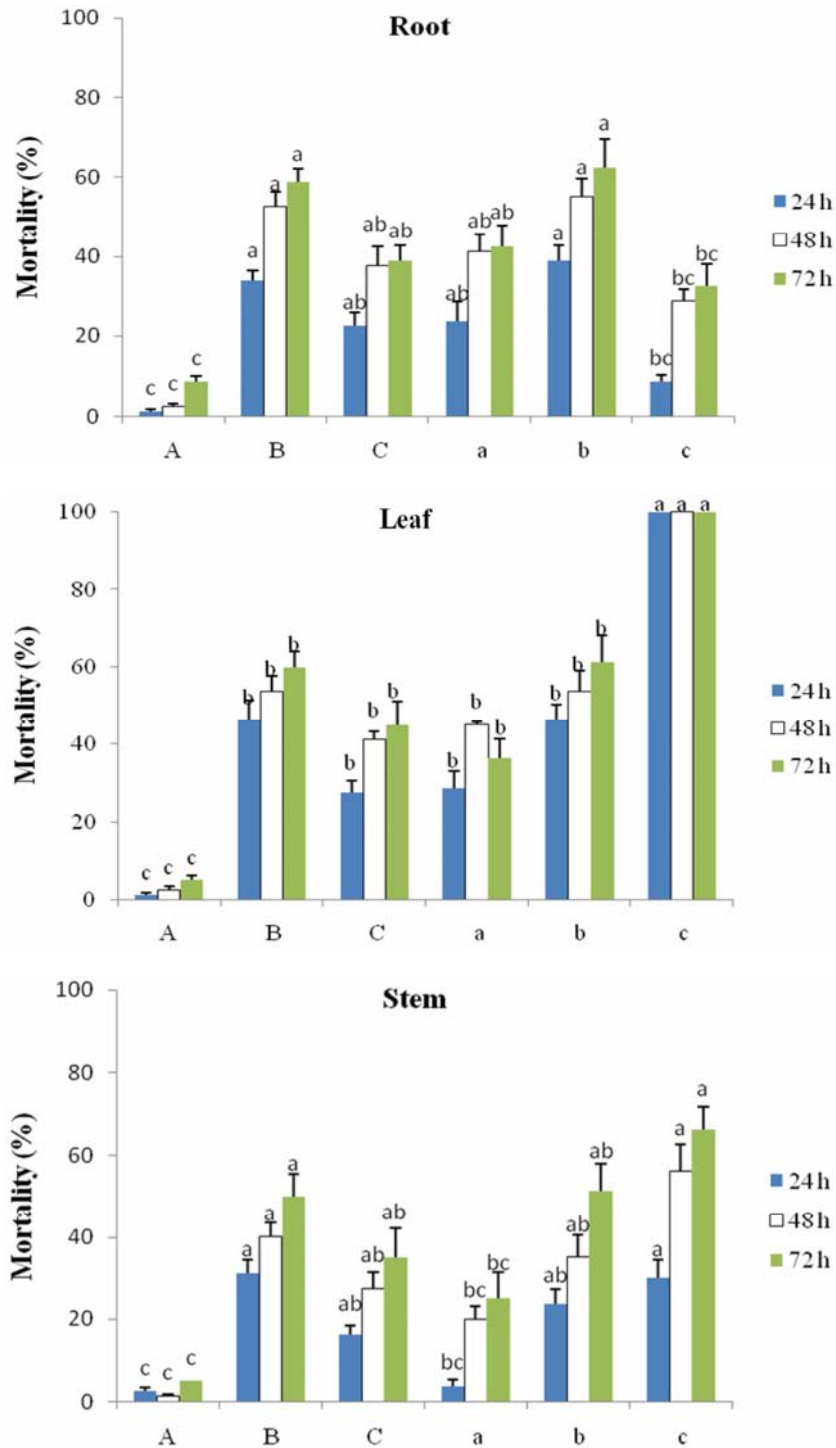 Root
Mortality (%)
100
80
60
40
20
0
c c c
a a a
ab ab ab
ab ab ab
a a a
bc bc bc
A B C a b c
24 h
48 h
72 h
Leaf
Mortality (%)
100
80
60
40
20
0
c c c
b b b
b b b
b b b
b b b
a a a
A B C a b c
24 h
48 h
72 h
Stem
Mortality (%)
100
80
60
40
20
0
c c c
a a a
ab ab ab
bc bc bc
ab ab ab
a a a
A B C a b c
24 h
48 h
72 h